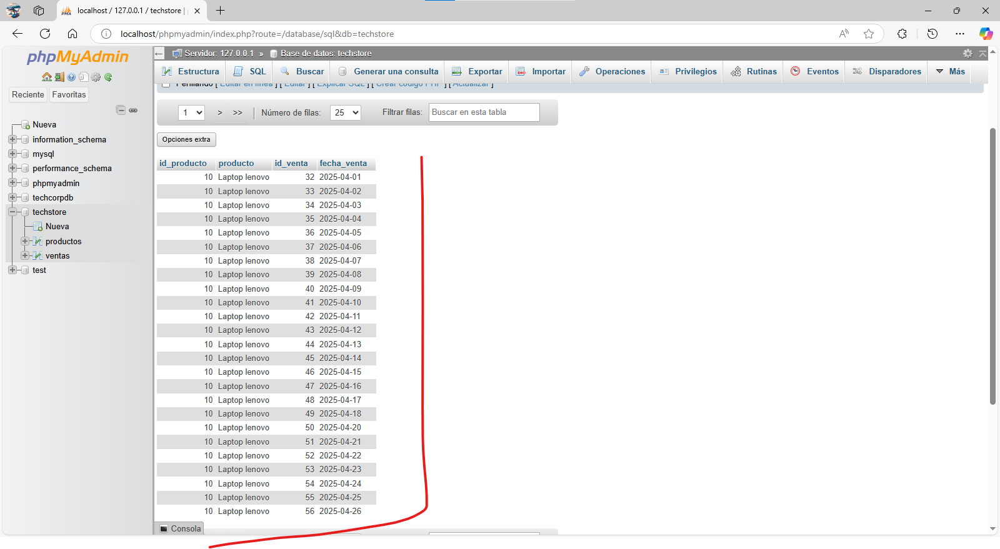 localhost / 127.0.0.1 / techstore |
localhost/phpmyadmin/index.php?route=/database/sql&db=techstore
phpMyAdmin
Reciente Favoritas
Nueva
information_schema
mysql
performance_schema
phpmyadmin
techcorpdb
techstore
Nueva
productos
ventas
test
Servidor: 127.0.0.1 » Base de datos: techstore
Estructura SQL Buscar Generar una consulta Exportar Importar Operaciones Privilegios Rutinas Eventos Disparadores Más
Perfilando [ Editar en línea ] [ Editar ] [ Explicar SQL ] [ Crear código PHP ] [ Actualizar ]
1 > >> | Número de filas: 25 Filtrar filas: Buscar en esta tabla
Opciones extra
id_producto producto id_venta fecha_venta
10 Laptop lenovo 32 2025-04-01
10 Laptop lenovo 33 2025-04-02
10 Laptop lenovo 34 2025-04-03
10 Laptop lenovo 35 2025-04-04
10 Laptop lenovo 36 2025-04-05
10 Laptop lenovo 37 2025-04-06
10 Laptop lenovo 38 2025-04-07
10 Laptop lenovo 39 2025-04-08
10 Laptop lenovo 40 2025-04-09
10 Laptop lenovo 41 2025-04-10
10 Laptop lenovo 42 2025-04-11
10 Laptop lenovo 43 2025-04-12
10 Laptop lenovo 44 2025-04-13
10 Laptop lenovo 45 2025-04-14
10 Laptop lenovo 46 2025-04-15
10 Laptop lenovo 47 2025-04-16
10 Laptop lenovo 48 2025-04-17
10 Laptop lenovo 49 2025-04-18
10 Laptop lenovo 50 2025-04-20
10 Laptop lenovo 51 2025-04-21
10 Laptop lenovo 52 2025-04-22
10 Laptop lenovo 53 2025-04-23
10 Laptop lenovo 54 2025-04-24
10 Laptop lenovo 55 2025-04-25
10 Laptop lenovo 56 2025-04-26
Consola